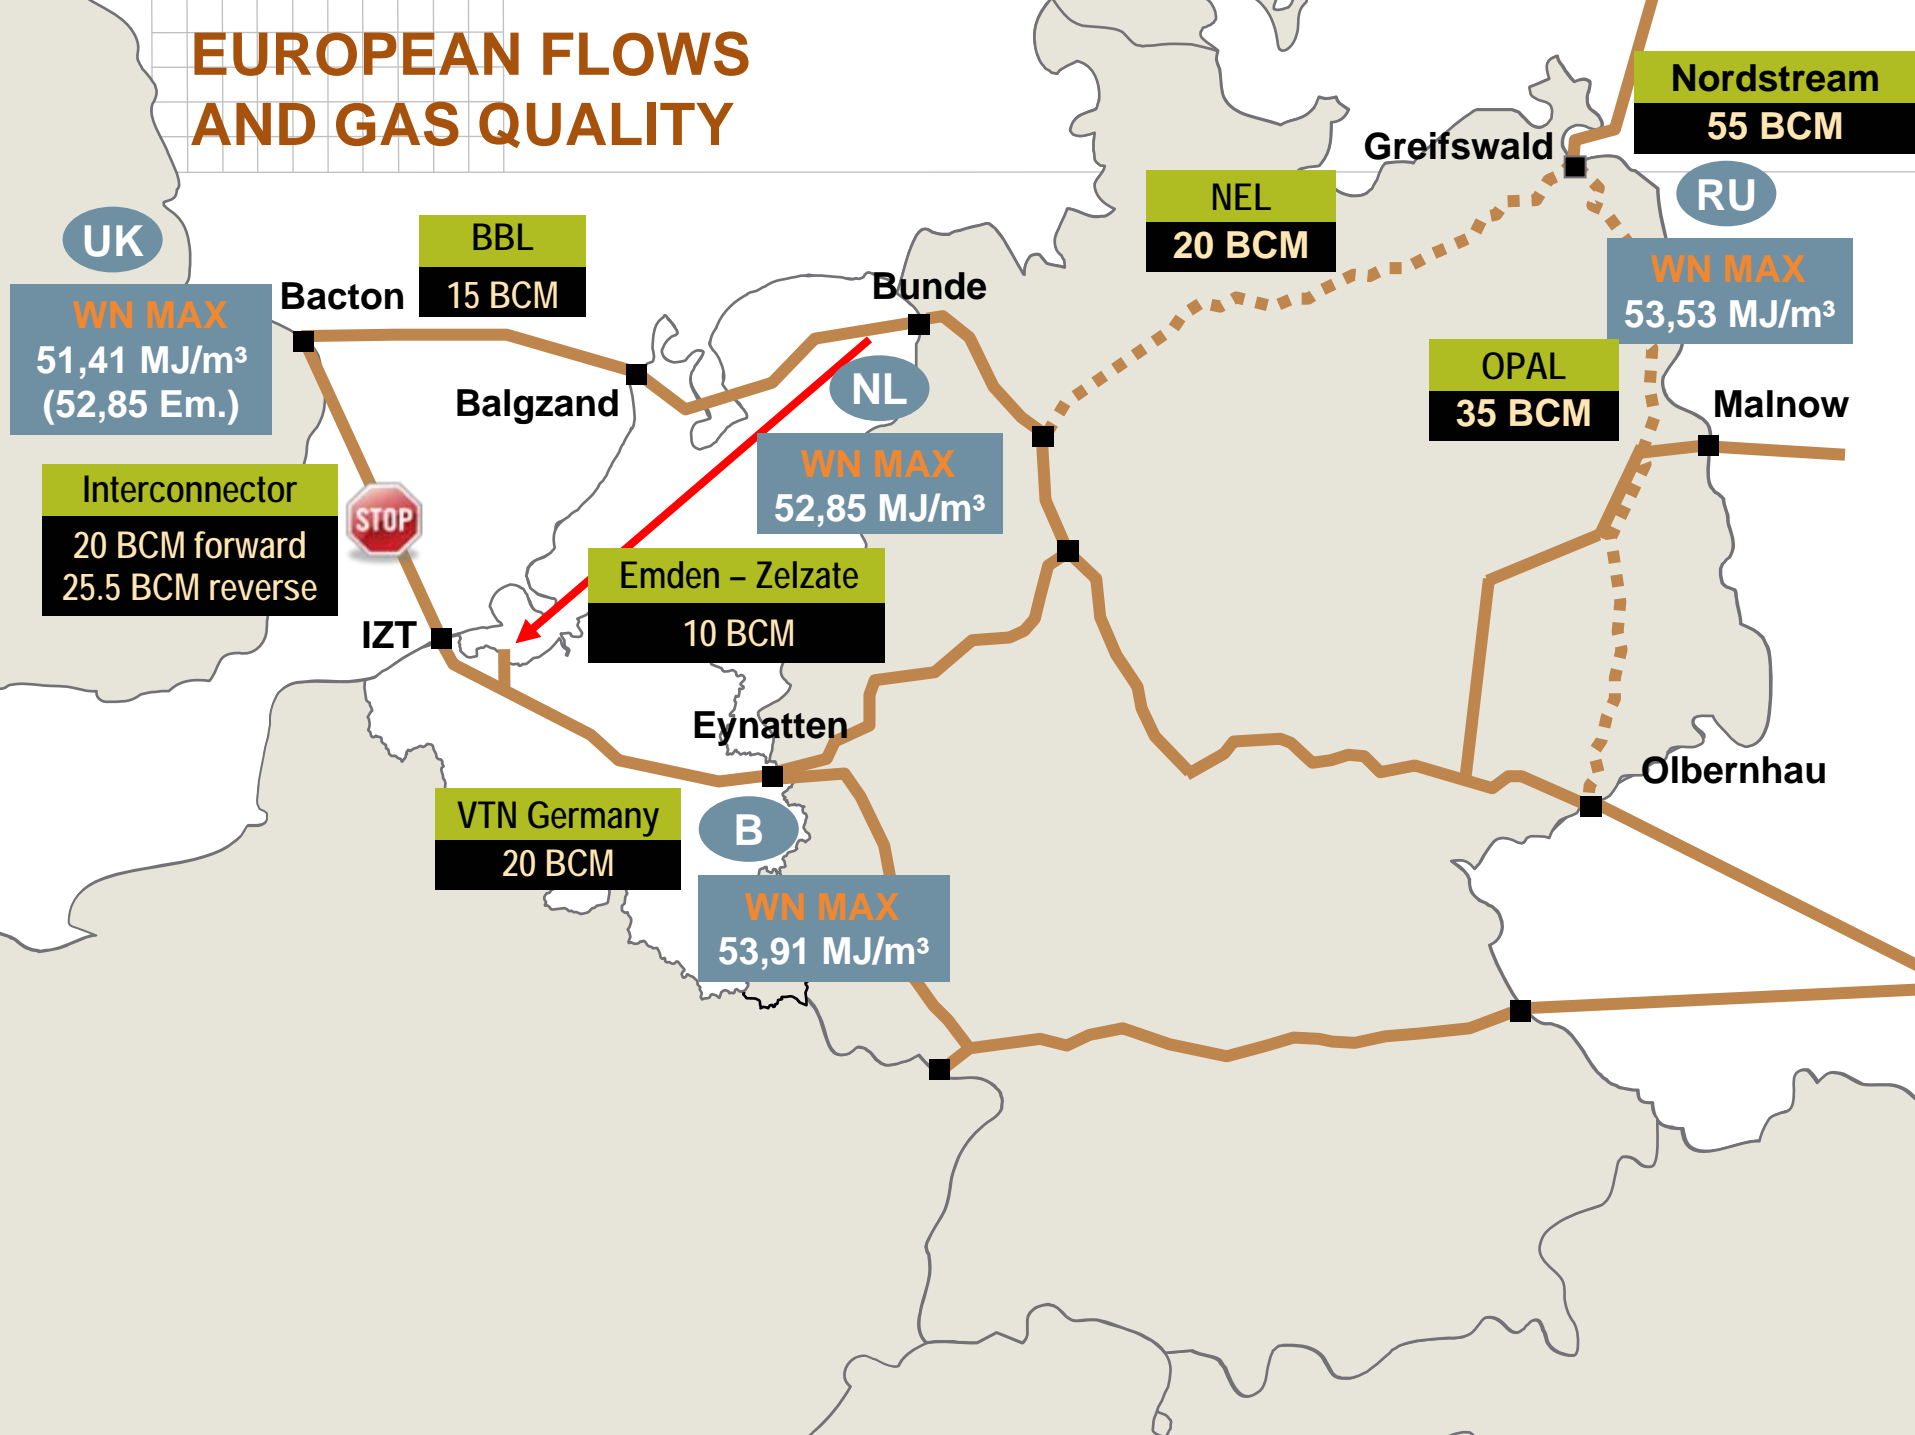 EUROPEAN FLOWS
AND GAS QUALITY
Nordstream
55 BCM
Greifswald
RU
NEL
20 BCM
UK
BBL
15 BCM
WN MAX
53,53 MJ/m³
Bunde
Bacton
WN MAX
51,41 MJ/m³
(52,85 Em.)
OPAL
35 BCM
NL
Balgzand
Malnow
WN MAX
52,85 MJ/m³
Interconnector
20 BCM forward
25.5 BCM reverse
STOP
Emden – Zelzate
10 BCM
IZT
Eynatten
Olbernhau
VTN Germany
20 BCM
B
WN MAX
53,91 MJ/m³